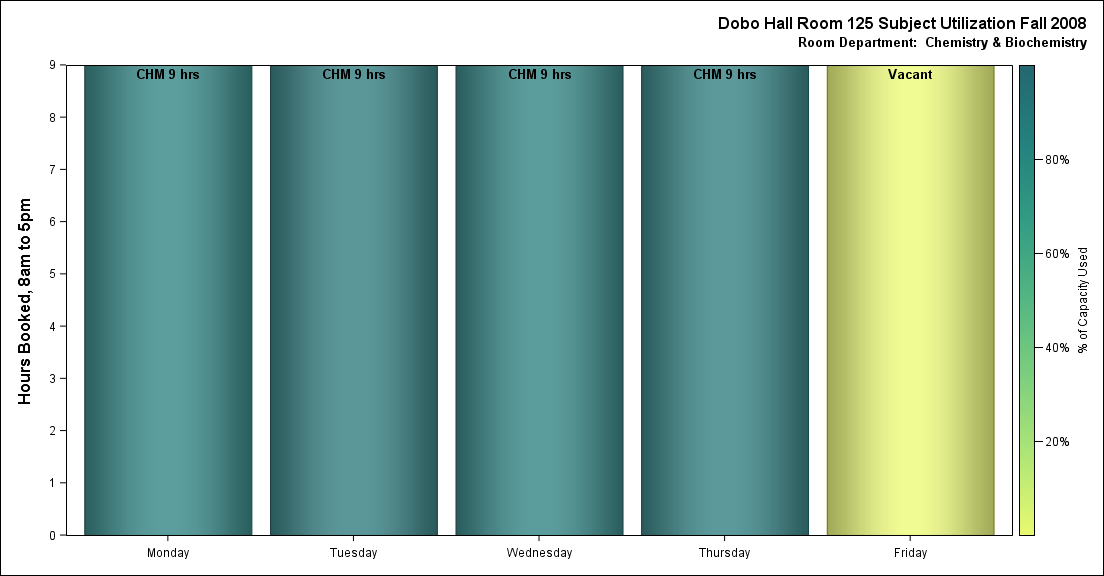 Dobo Hall Room 125 Subject Utilization Fall 2008
Room Department:  Chemistry & Biochemistry
Hours Booked, 8am to 5pm
9
8
7
6
5
4
3
2
1
0
CHM 9 hrs
CHM 9 hrs
CHM 9 hrs
CHM 9 hrs
Vacant
Monday
Tuesday
Wednesday
Thursday
Friday
80%
60%
40%
20%
% of Capacity Used